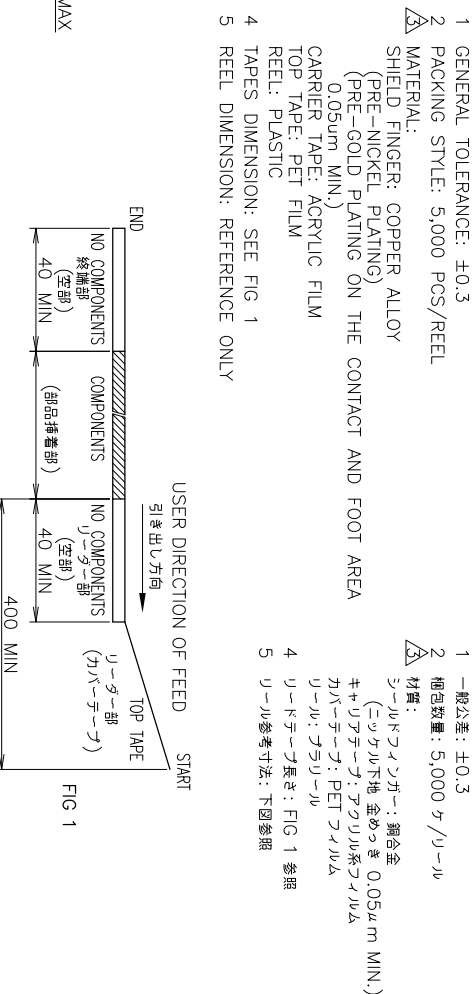 1 GENERAL TOLERANCE: ±0.3
2 PACKING STYLE: 5,000 PCS/REEL
3 MATERIAL:
SHIELD FINGER: COPPER ALLOY
(PRE-NICKEL PLATING)
(PRE-GOLD PLATING ON THE CONTACT AND FOOT AREA
0.05um MIN.)
CARRIER TAPE: ACRYLIC FILM
TOP TAPE: PET FILM
REEL: PLASTIC
4 TAPES DIMENSION: SEE FIG 1
5 REEL DIMENSION: REFERENCE ONLY
1 一般公差: ±0.3
2 梱包数量: 5,000 ケ/リール
3 材質:
シールドフィンガー: 銅合金
(ニッケル下地 金めっき 0.05μm MIN.)
キャリアテープ: アクリル系フィルム
カバーテープ: PET フィルム
リール: プラリール
4 リードテープ長さ: FIG 1 参照
5 リール参考寸法: 下図参照
MAX
END
USER DIRECTION OF FEED
引き出し方向
START
NO COMPONENTS
終端部
(空部)
40 MIN
COMPONENTS
(部品挿着部)
NO COMPONENTS
リーダー部
(空部)
40 MIN
TOP TAPE
リーダー部
(カバーテープ)
400 MIN
FIG 1